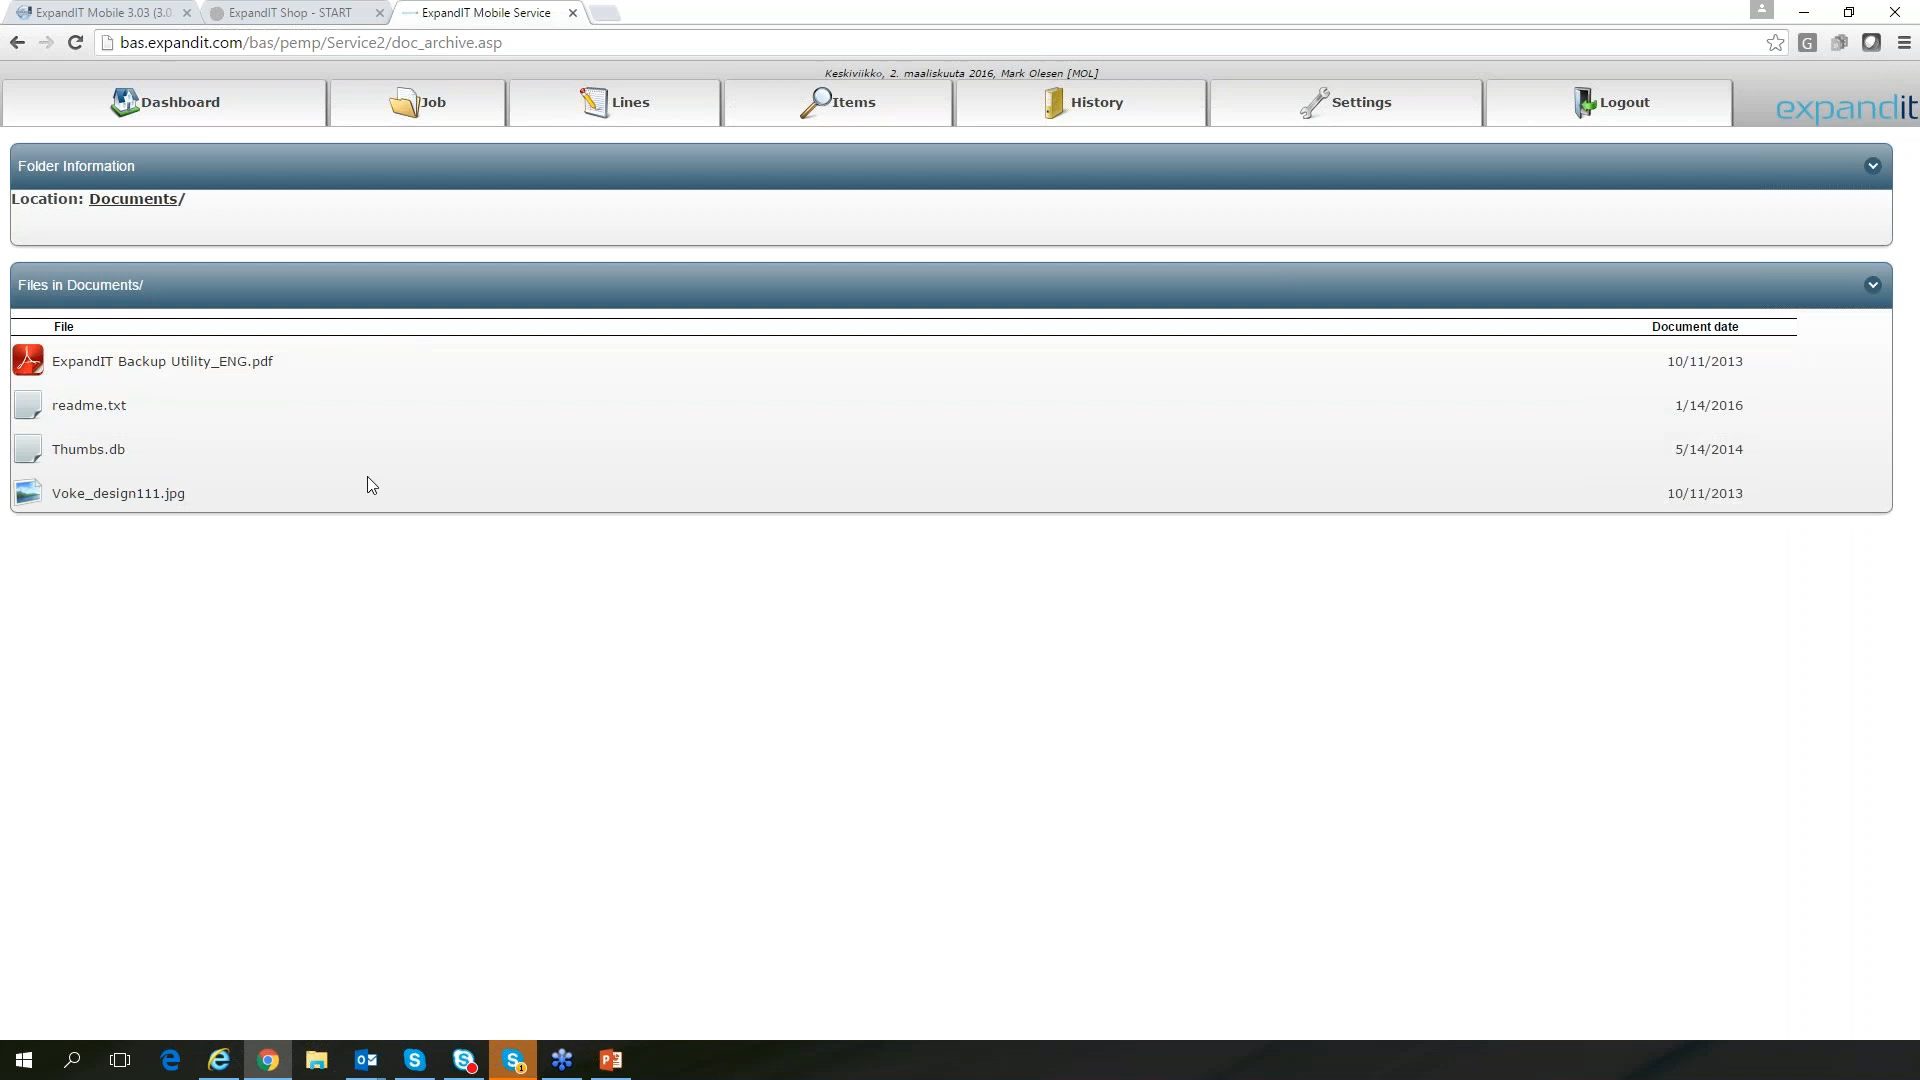 ExpandIT Mobile 3.03 (3.0
ExpandIT Shop - START
ExpandIT Mobile Service
bas.expandit.com/bas/pemp/Service2/doc_archive.asp
Keskiviikko, 2. maaliskuuta 2016, Mark Olesen [MOL]
Dashboard
Job
Lines
Items
History
Settings
Logout
expandit
Folder Information
Location: Documents/
Files in Documents/
File Document date
ExpandIT Backup Utility_ENG.pdf 10/11/2013
readme.txt 1/14/2016
Thumbs.db 5/14/2014
Voke_design111.jpg 10/11/2013